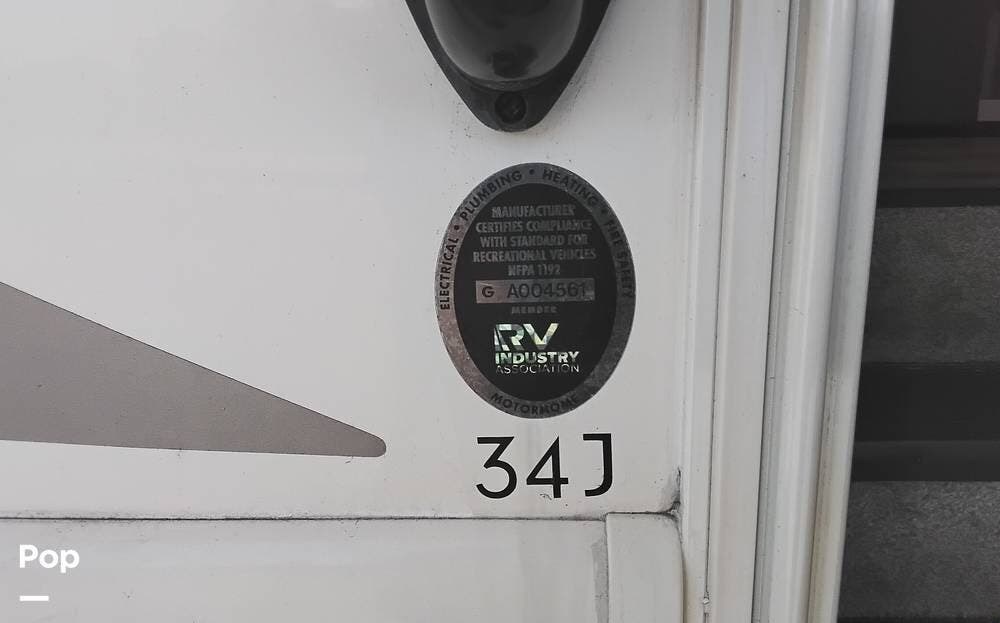 ELECTRICAL • PLUMBING • HEATING • FIRE SAFETY
MANUFACTURER
CERTIFIES COMPLIANCE
WITH STANDARD FOR
RECREATIONAL VEHICLES
NFPA 1192
G A004561
MEMBER
RV
INDUSTRY
ASSOCIATION
MOTORHOME
34J
Pop